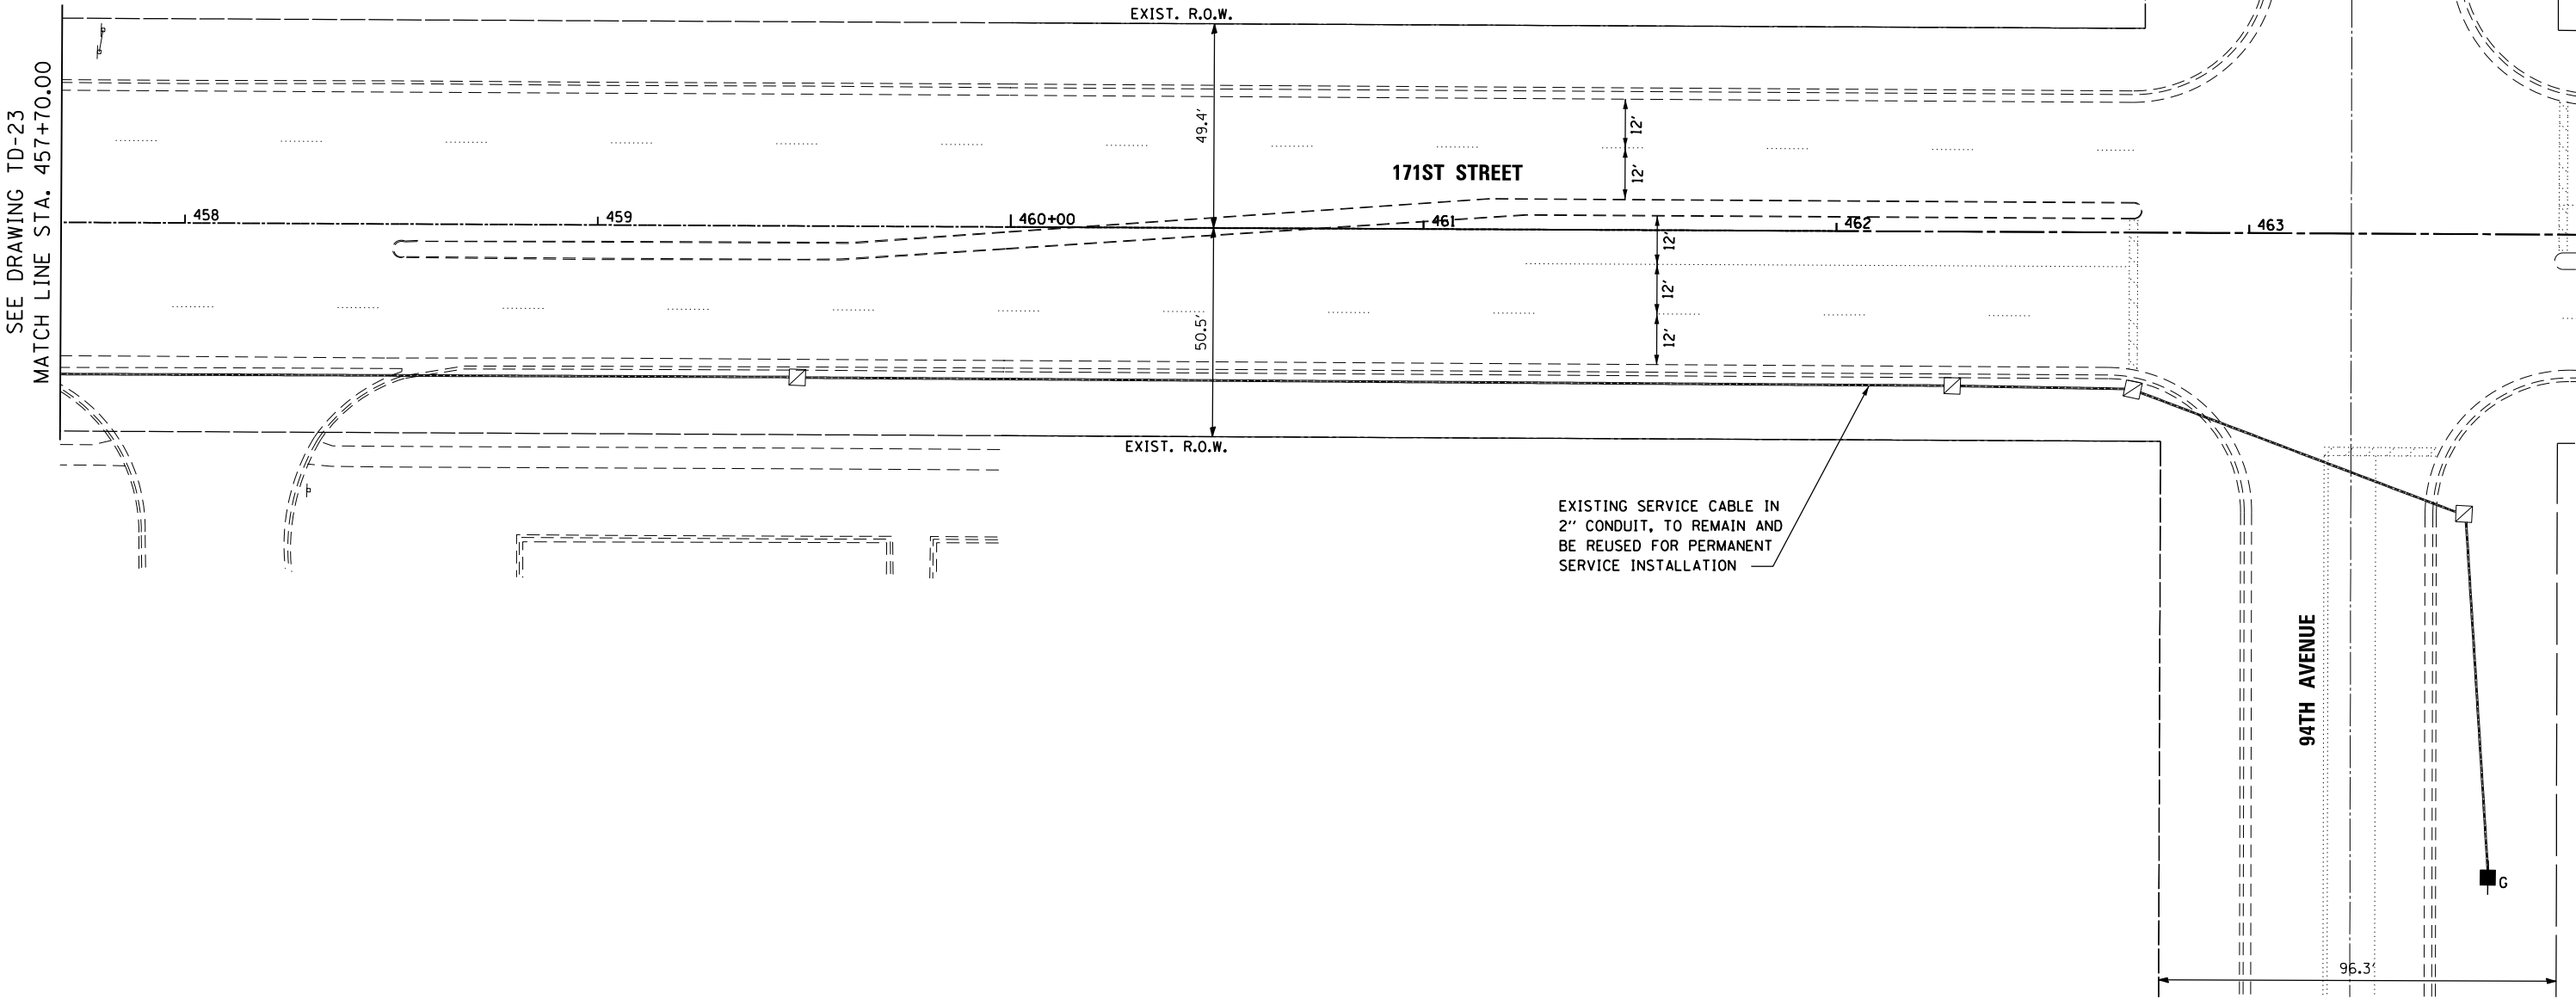 EXIST. R.O.W.
SEE DRAWING TD-23
MATCH LINE STA. 457+70.00
49.4'
12'
12'
171ST STREET
458
459
460+00
461
462
463
12'
12'
12'
50.5'
EXIST. R.O.W.
EXISTING SERVICE CABLE IN
2'' CONDUIT, TO REMAIN AND
BE REUSED FOR PERMANENT
SERVICE INSTALLATION
94TH AVENUE
G
96.3'